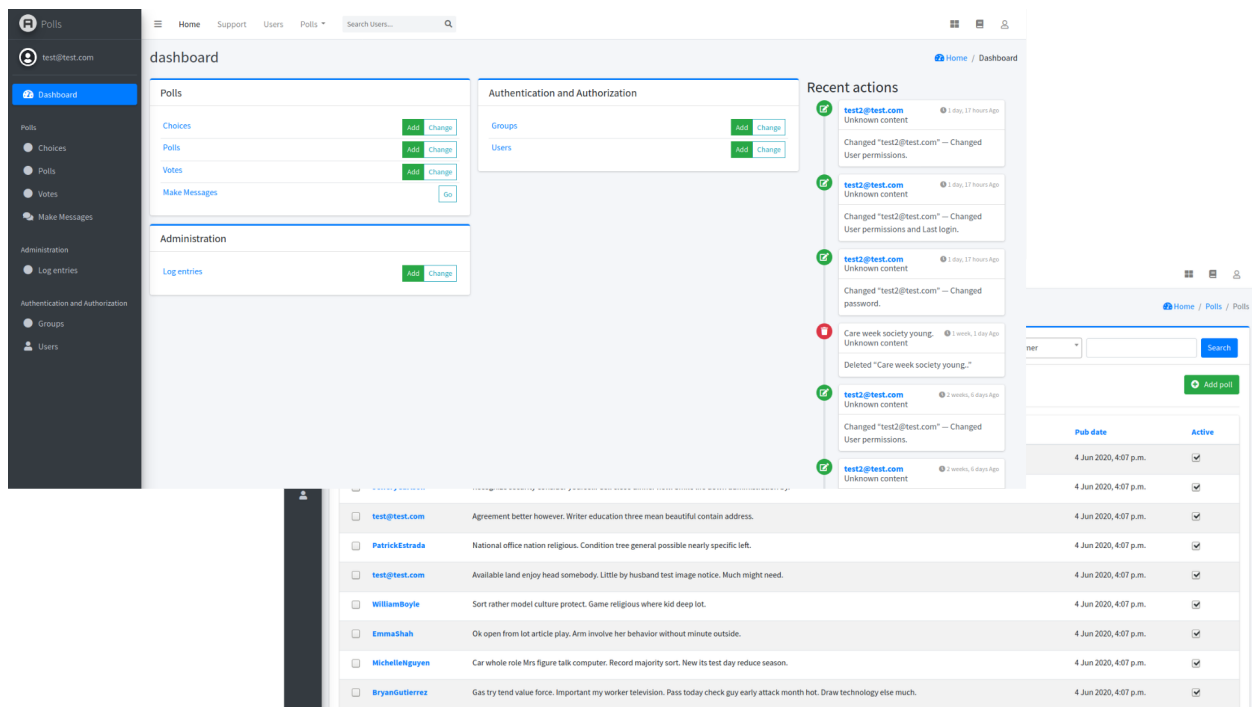 Polls
test@test.com
Dashboard
Polls
Choices
Polls
Votes
Make Messages
Administration
Log entries
Authentication and Authorization
Groups
Users
Home Support Users Polls Search Users...
dashboard
Home / Dashboard
Polls
Choices Add Change
Polls Add Change
Votes Add Change
Make Messages Go
Administration
Log entries Add Change
Authentication and Authorization
Groups Add Change
Users Add Change
Recent actions
test2@test.com 1 day, 17 hours Ago
Unknown content
Changed "test2@test.com" — Changed
User permissions.
test2@test.com 1 day, 17 hours Ago
Unknown content
Changed "test2@test.com" — Changed
User permissions and Last login.
test2@test.com 1 day, 17 hours Ago
Unknown content
Changed "test2@test.com" — Changed
password.
Care week society young. 1 week, 1 day Ago
Unknown content
Deleted "Care week society young.."
test2@test.com 2 weeks, 6 days Ago
Unknown content
Changed "test2@test.com" — Changed
User permissions.
test2@test.com 2 weeks, 6 days Ago
Unknown content
Home / Polls / Polls
Search
Add poll
Pub date Active
4 Jun 2020, 4:07 p.m.
4 Jun 2020, 4:07 p.m.
test@test.com Agreement better however. Writer education three mean beautiful contain address. 4 Jun 2020, 4:07 p.m.
PatrickEstrada National office nation religious. Condition tree general possible nearly specific left. 4 Jun 2020, 4:07 p.m.
test@test.com Available land enjoy head somebody. Little by husband test image notice. Much might need. 4 Jun 2020, 4:07 p.m.
WilliamBoyle Sort rather model culture protect. Game religious where kid deep lot. 4 Jun 2020, 4:07 p.m.
EmmaShah Ok open from lot article play. Arm involve her behavior without minute outside. 4 Jun 2020, 4:07 p.m.
MichelleNguyen Car whole role Mrs figure talk computer. Record majority sort. New its test day reduce season. 4 Jun 2020, 4:07 p.m.
BryanGutierrez Gas try tend value force. Important my worker television. Pass today check guy early attack month hot. Draw technology else much. 4 Jun 2020, 4:07 p.m.